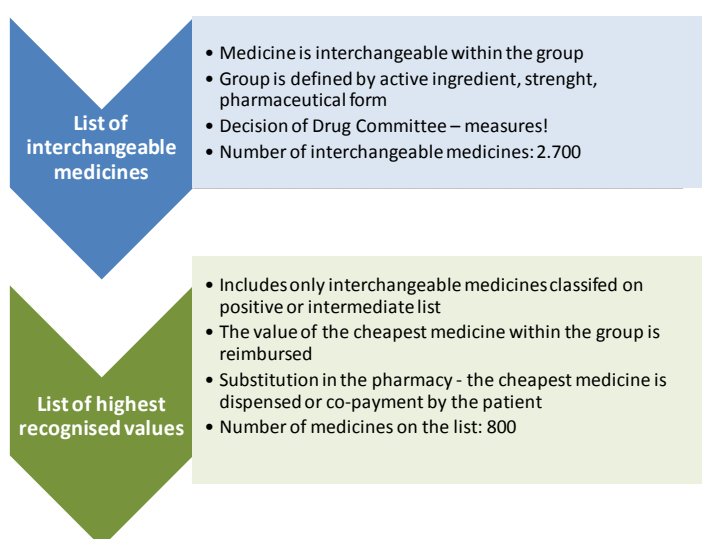 List of
interchangeable
medicines
• Medicine is interchangeable within the group
• Group is defined by active ingredient, strenght,
pharmaceutical form
• Decision of Drug Committee – measures!
• Number of interchangeable medicines: 2.700
List of highest
recognised values
• Includes only interchangeable medicines classifed on
positive or intermediate list
• The value of the cheapest medicine within the group is
reimbursed
• Substitution in the pharmacy - the cheapest medicine is
dispensed or co-payment by the patient
• Number of medicines on the list: 800